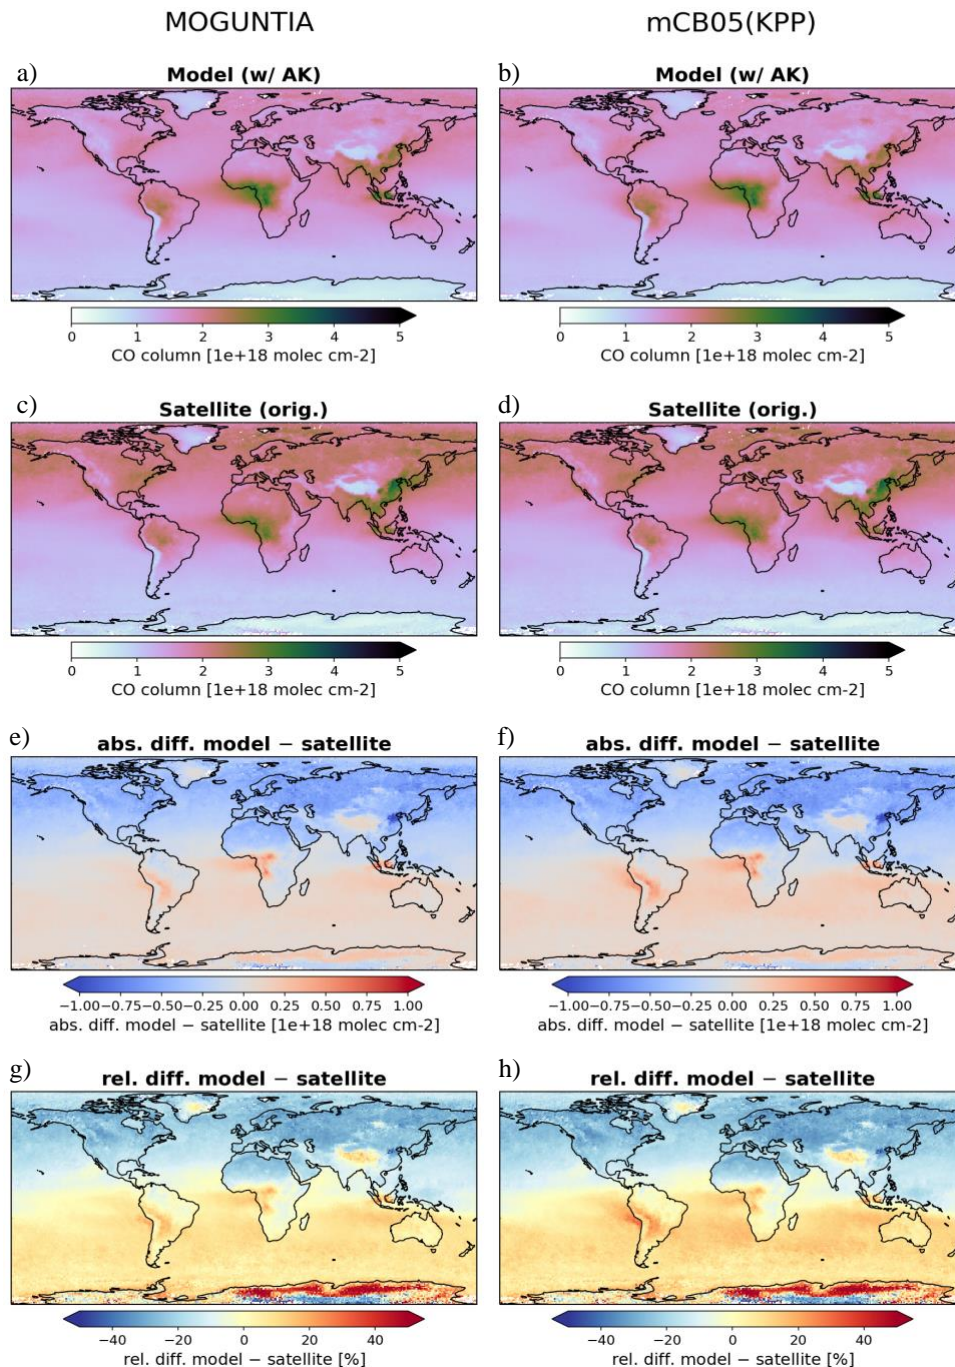 MOGUNTIA mCB05(KPP)
a) Model (w/ AK) b) Model (w/ AK)
0 1 2 3 4 5 0 1 2 3 4 5
CO column [1e+18 molec cm-2] CO column [1e+18 molec cm-2]
c) Satellite (orig.) d) Satellite (orig.)
0 1 2 3 4 5 0 1 2 3 4 5
CO column [1e+18 molec cm-2] CO column [1e+18 molec cm-2]
e) abs. diff. model − satellite f) abs. diff. model − satellite
−1.00−0.75−0.50−0.25 0.00 0.25 0.50 0.75 1.00 −1.00−0.75−0.50−0.25 0.00 0.25 0.50 0.75 1.00
abs. diff. model − satellite [1e+18 molec cm-2] abs. diff. model − satellite [1e+18 molec cm-2]
g) rel. diff. model − satellite h) rel. diff. model − satellite
−40 −20 0 20 40 −40 −20 0 20 40
rel. diff. model − satellite [%] rel. diff. model − satellite [%]